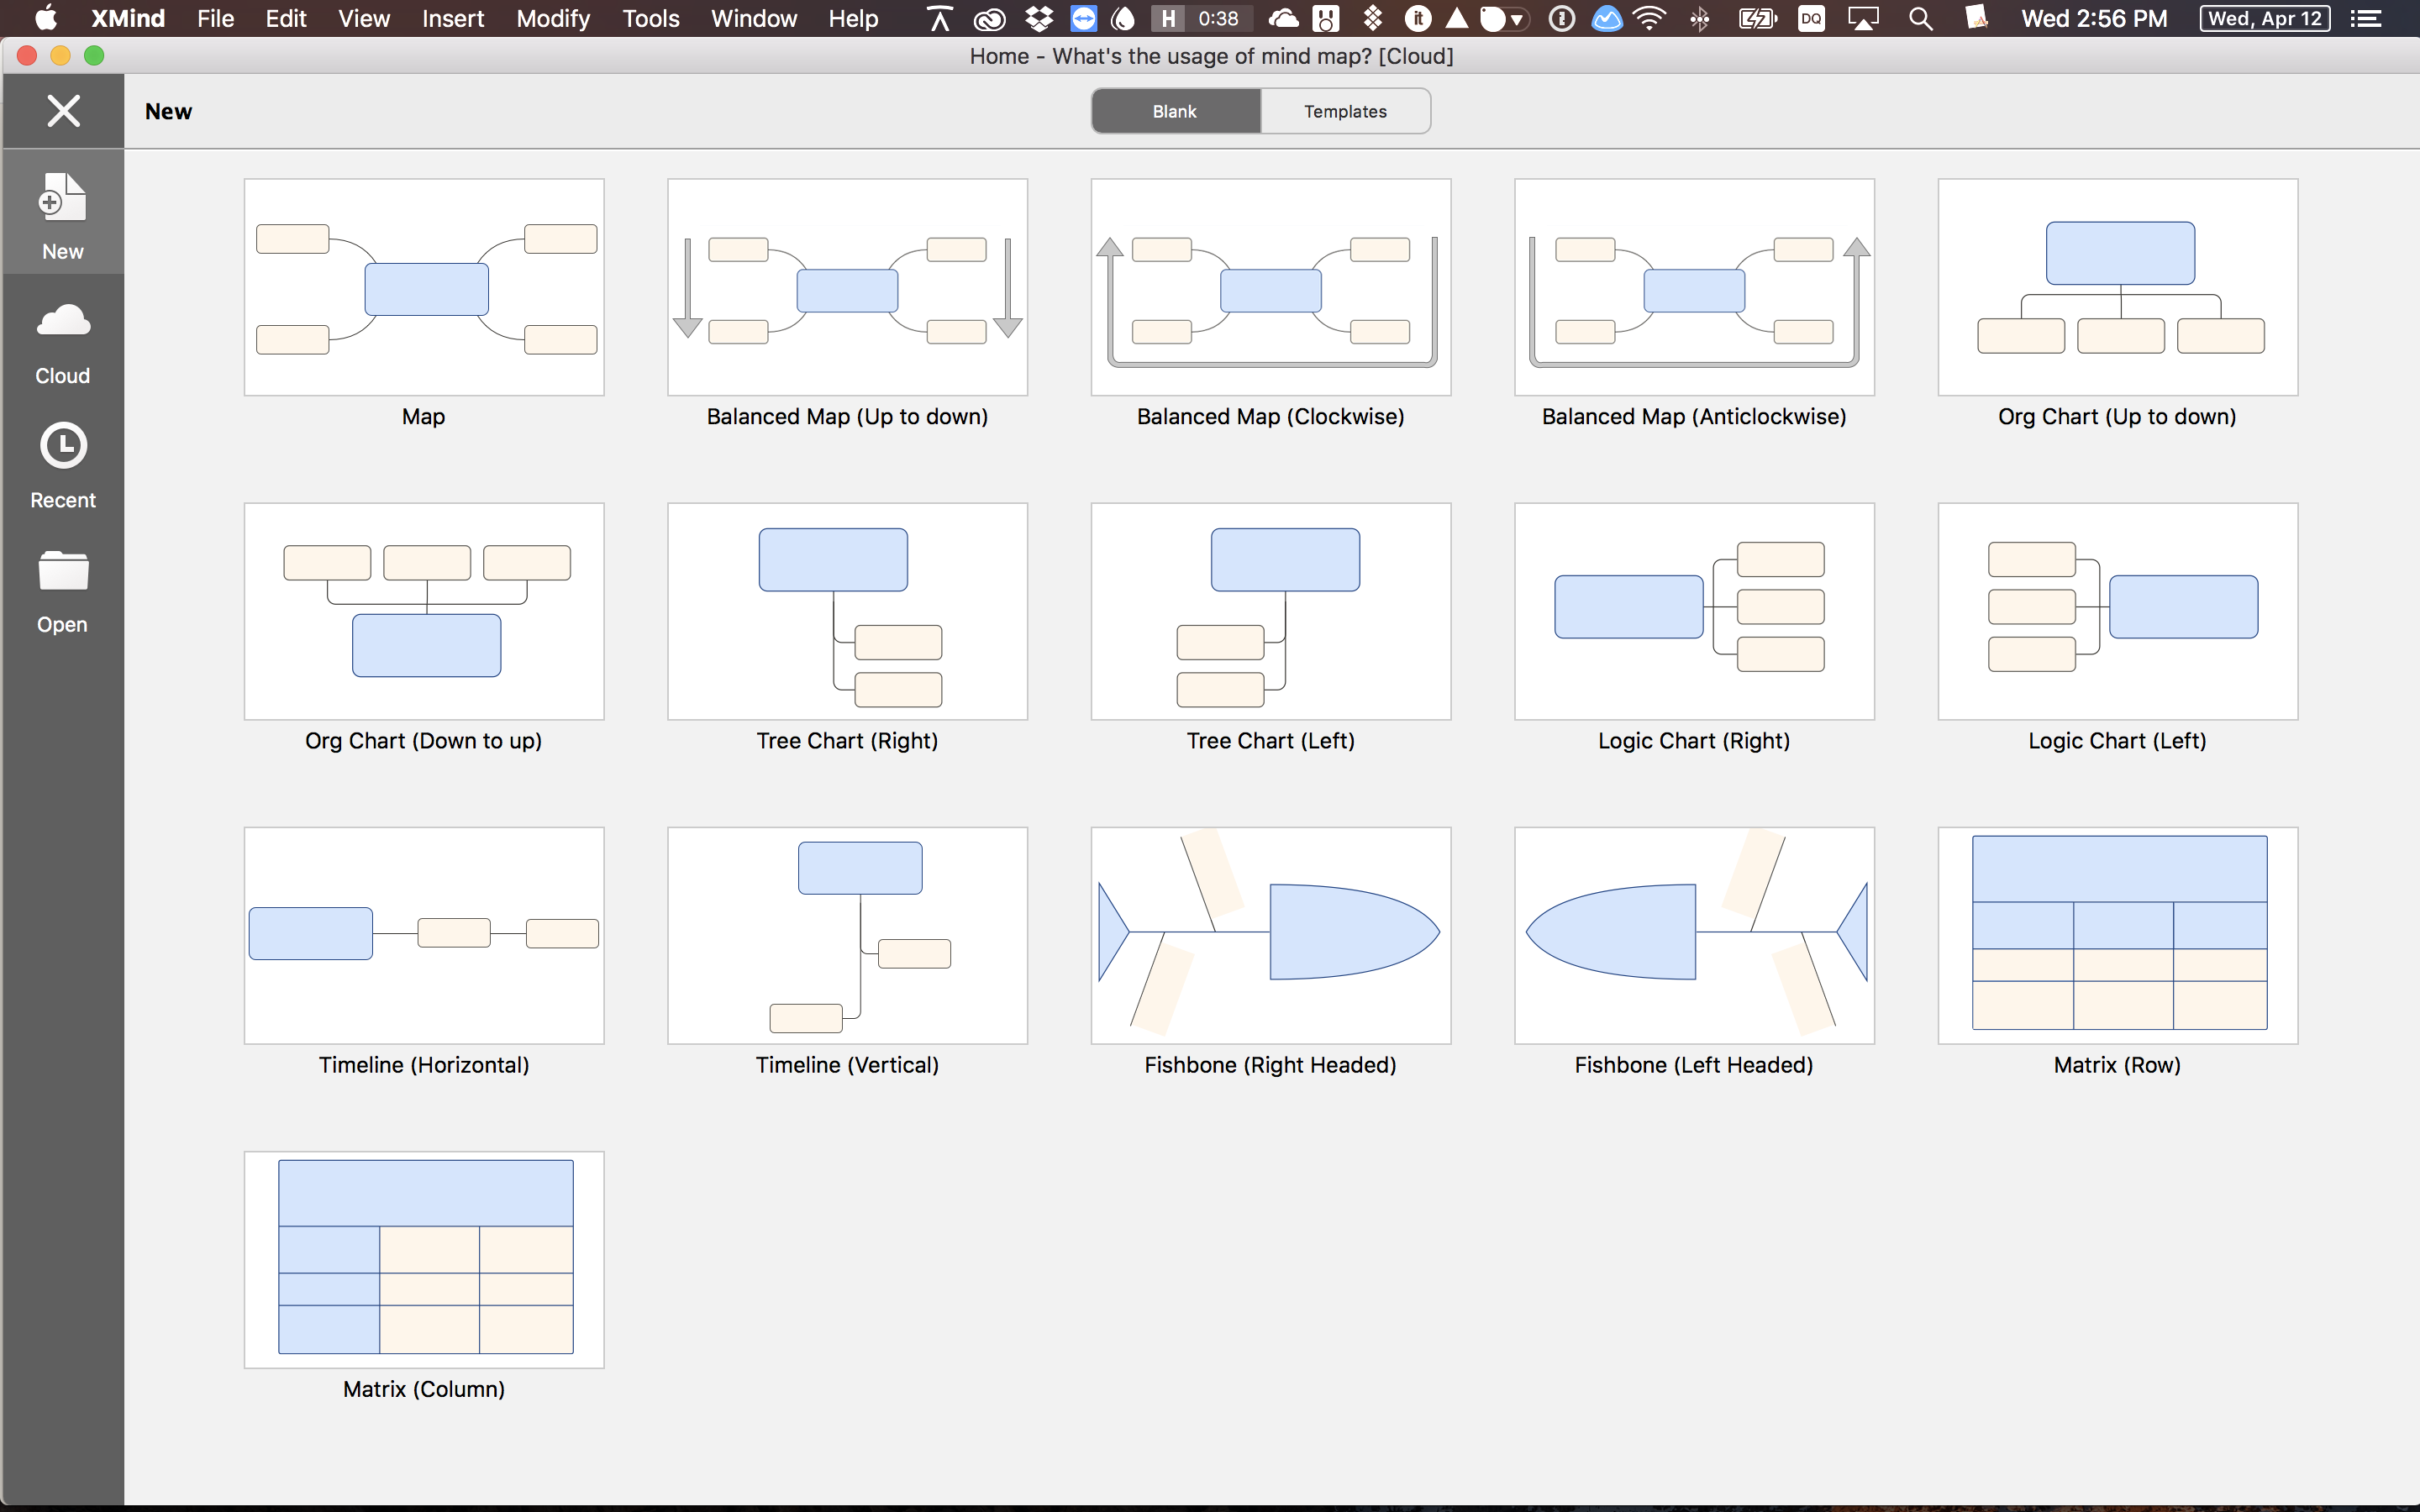 XMind File Edit View Insert Modify Tools Window Help H 0:38 it DQ Wed 2:56 PM Wed, Apr 12
Home - What's the usage of mind map? [Cloud]
New
Blank Templates
New
Cloud
Recent
Open
Map Balanced Map (Up to down) Balanced Map (Clockwise) Balanced Map (Anticlockwise) Org Chart (Up to down)
Org Chart (Down to up) Tree Chart (Right) Tree Chart (Left) Logic Chart (Right) Logic Chart (Left)
Timeline (Horizontal) Timeline (Vertical) Fishbone (Right Headed) Fishbone (Left Headed) Matrix (Row)
Matrix (Column)